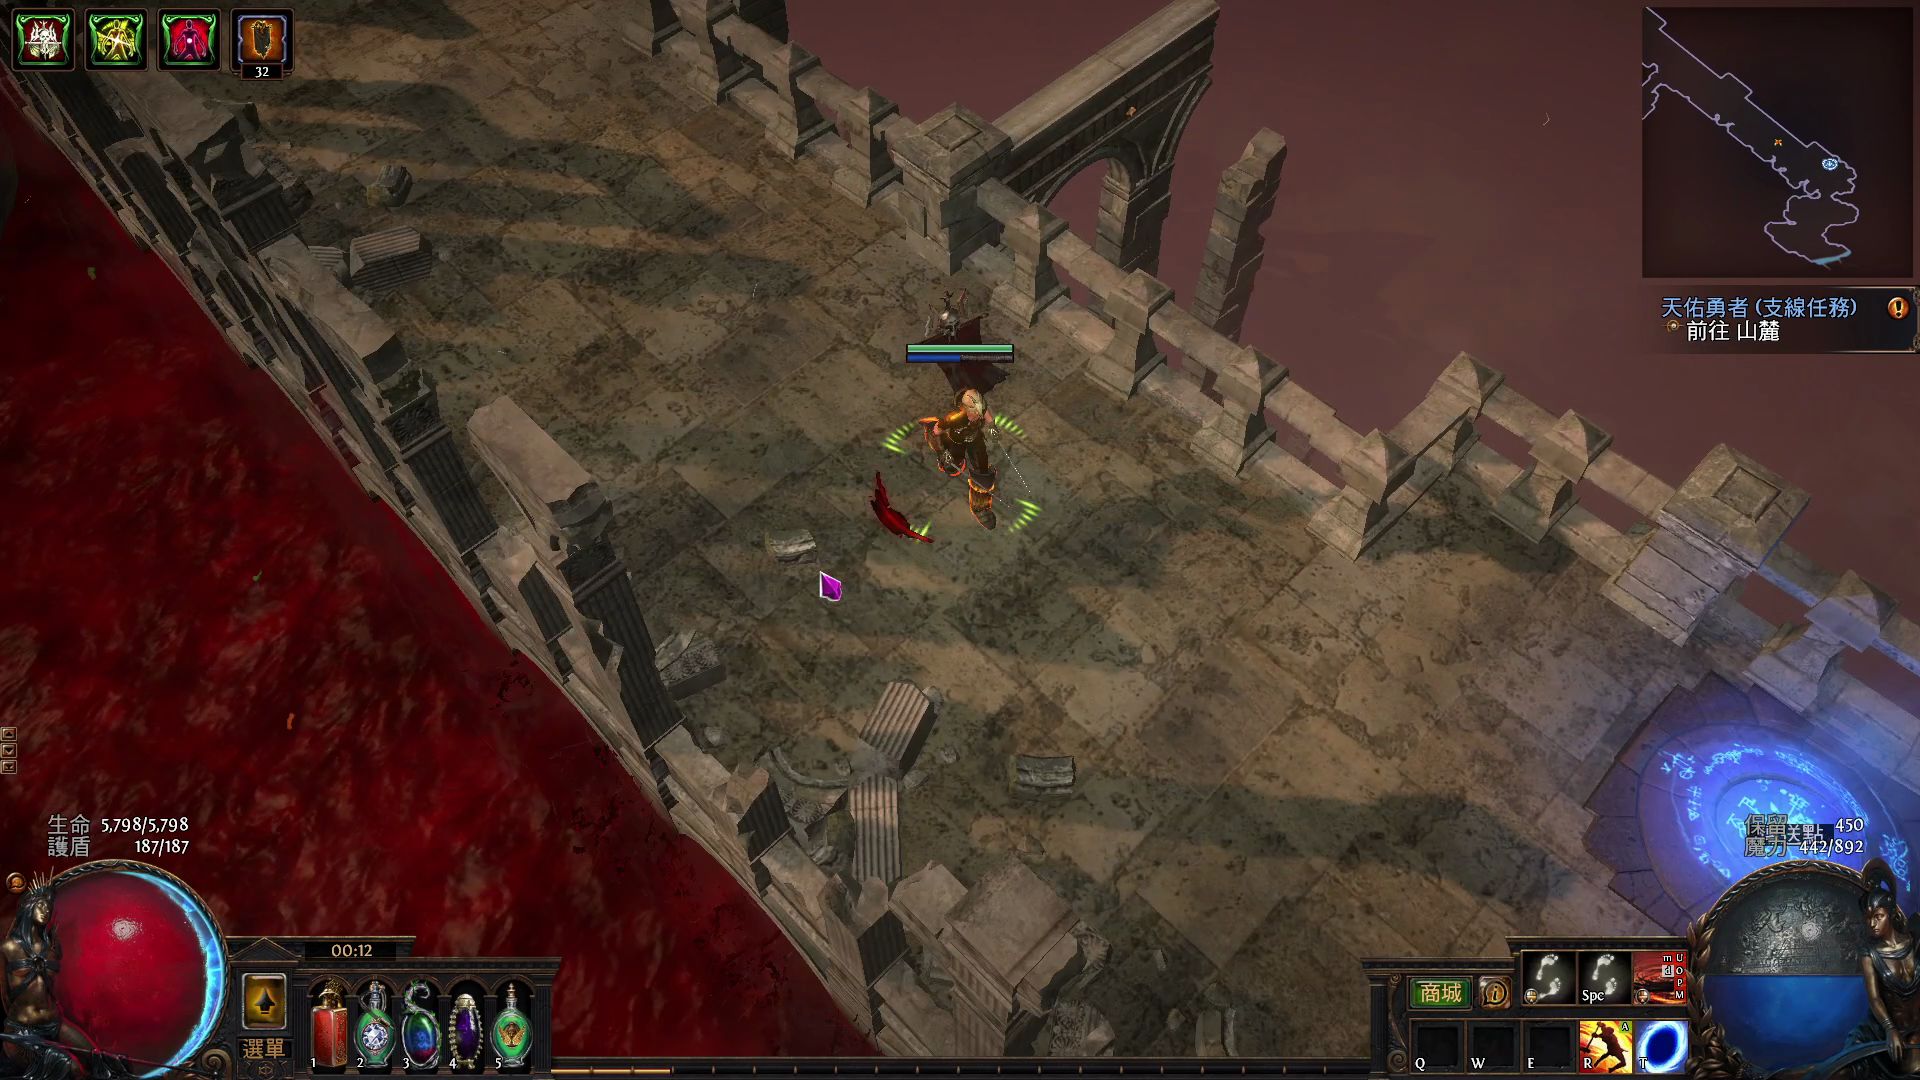 32
天佑勇者 (支線任務)
前往 山麓
生命 5,798/5,798
護盾 187/187
保留 450
魔力 442/892
00:12
選單
1 2 3 4 5
商城
Spc
Q W E R T